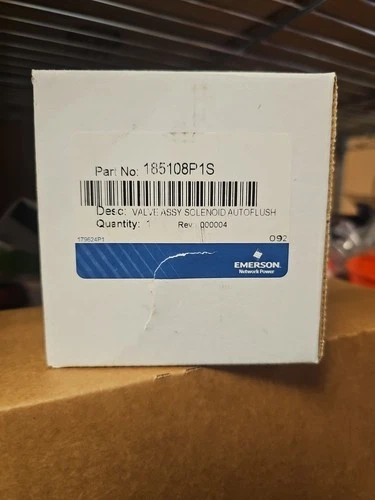 Part No: 185108P1S
Desc: VALVE ASSY SOLENOID AUTOFLUSH
Quantity: 1 Rev: 000004
179624P1 092
EMERSON
Network Power